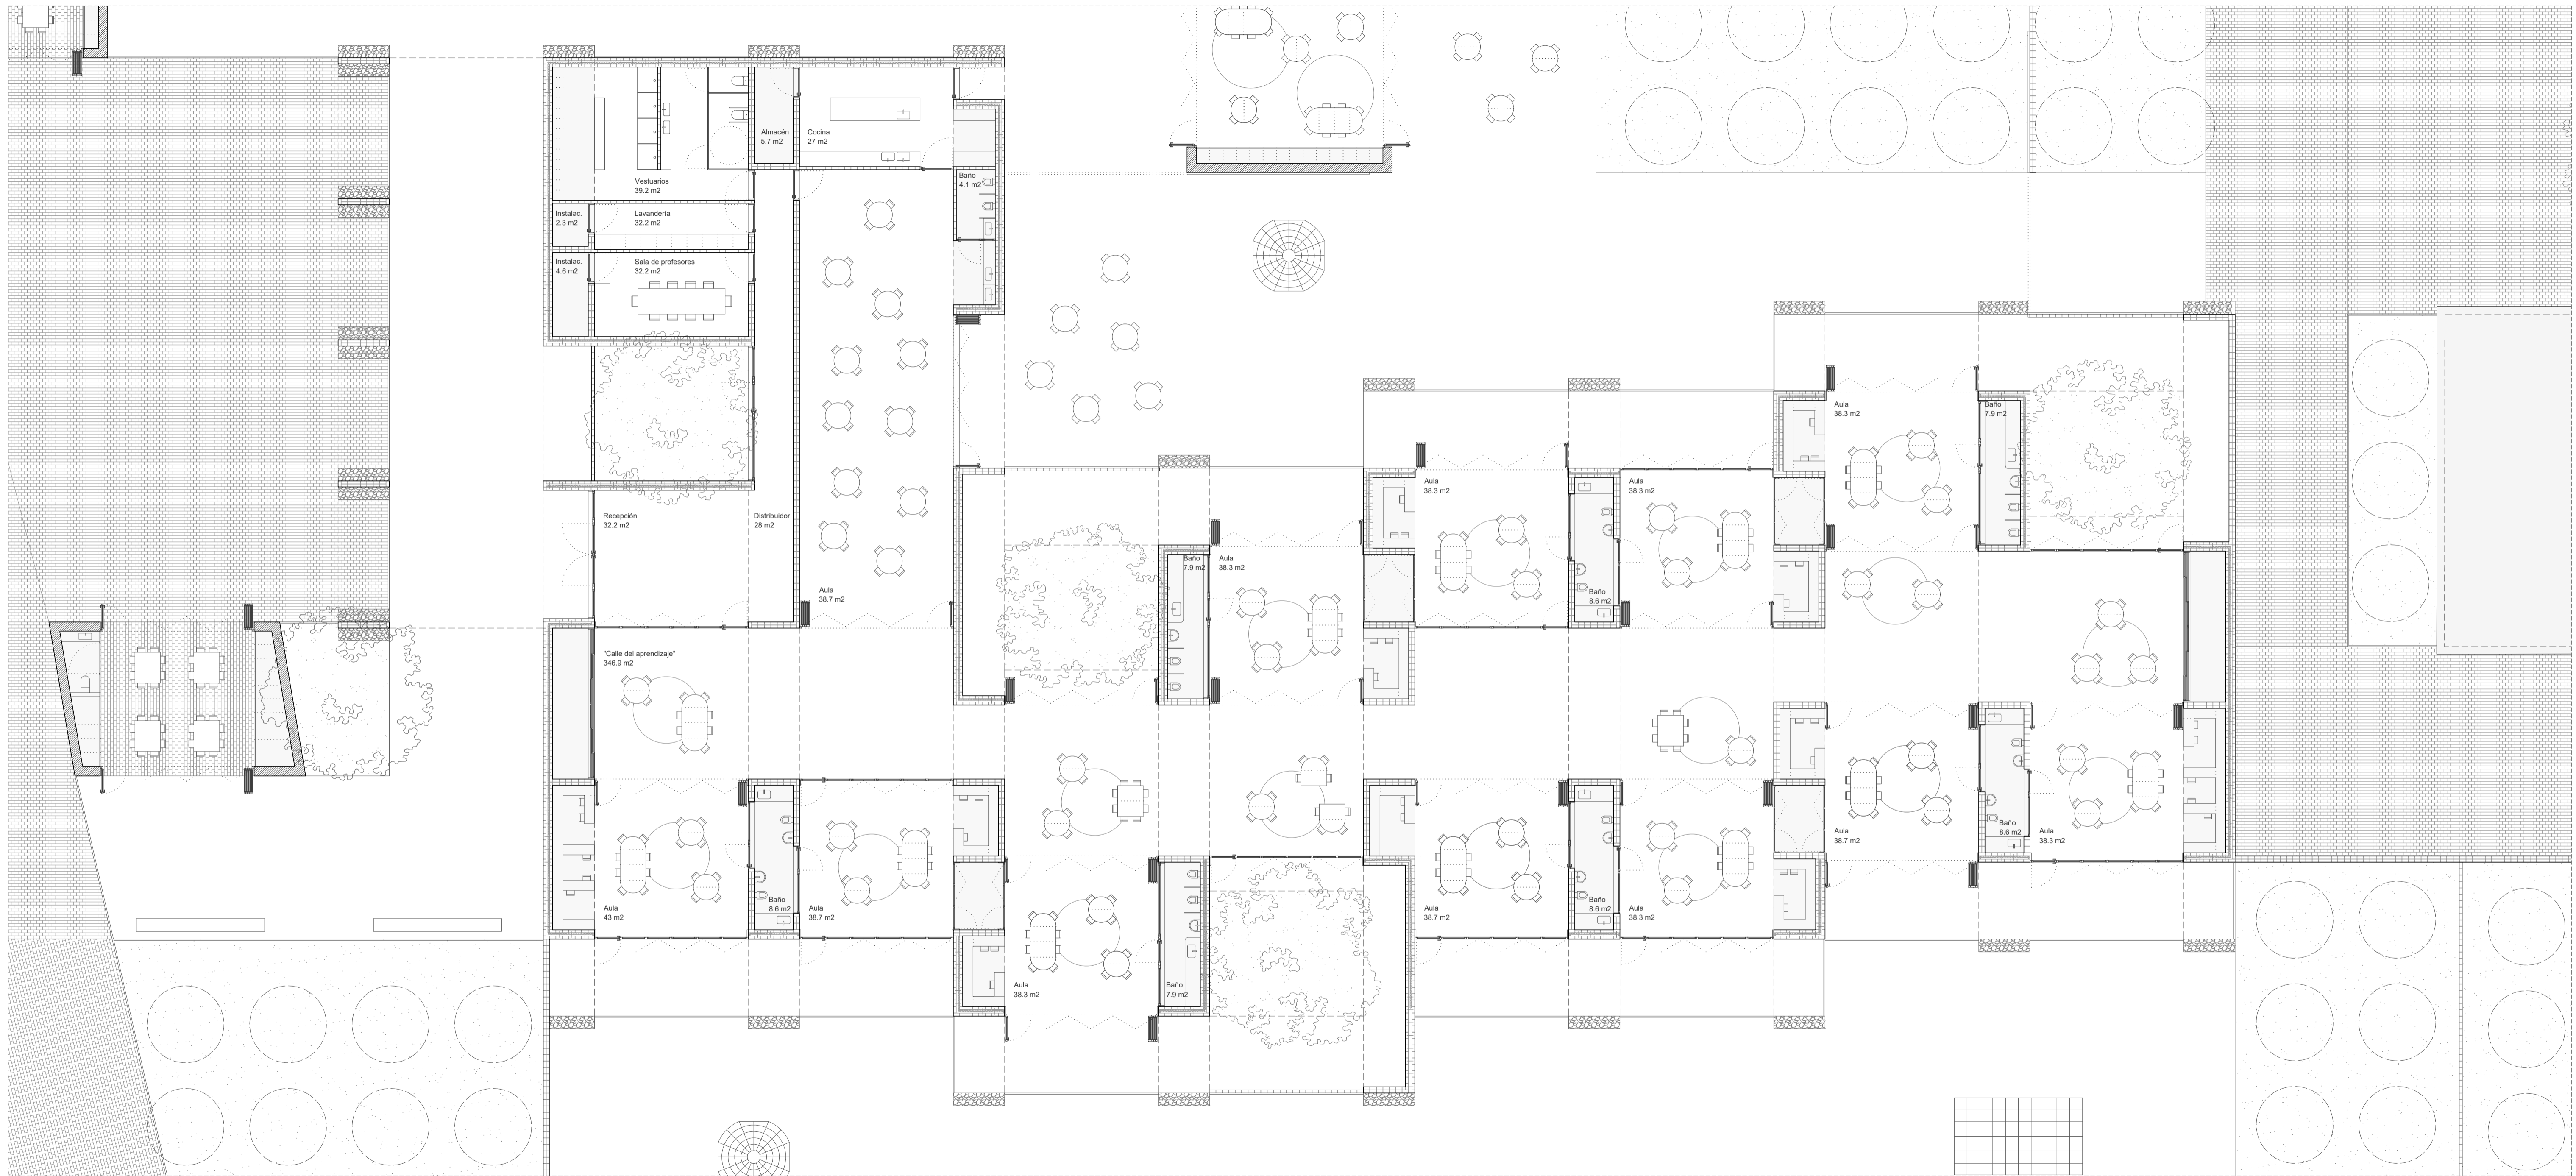 Almacén
5.7 m2
Cocina
27 m2
Vestuarios
39.2 m2
Baño
4.1 m2
Instalac.
2.3 m2
Lavandería
32.2 m2
Instalac.
4.6 m2
Sala de profesores
32.2 m2
Recepción
32.2 m2
Distribuidor
28 m2
Aula
38.7 m2
"Calle del aprendizaje"
346.9 m2
Baño
7.9 m2
Aula
38.3 m2
Aula
38.3 m2
Baño
8.6 m2
Aula
38.3 m2
Aula
38.3 m2
Baño
7.9 m2
Aula
43 m2
Baño
8.6 m2
Aula
38.7 m2
Aula
38.3 m2
Baño
7.9 m2
Aula
38.7 m2
Baño
8.6 m2
Aula
38.3 m2
Aula
38.7 m2
Baño
8.6 m2
Aula
38.3 m2